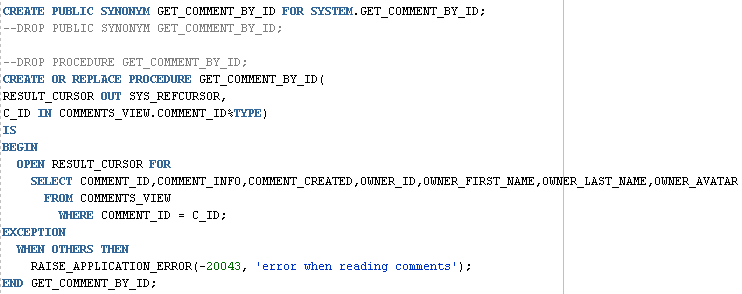 CREATE PUBLIC SYNONYM GET_COMMENT_BY_ID FOR SYSTEM.GET_COMMENT_BY_ID;
--DROP PUBLIC SYNONYM GET_COMMENT_BY_ID;
--DROP PROCEDURE GET_COMMENT_BY_ID;
CREATE OR REPLACE PROCEDURE GET_COMMENT_BY_ID(
RESULT_CURSOR OUT SYS_REFCURSOR,
C_ID IN COMMENTS_VIEW.COMMENT_ID%TYPE)
IS
BEGIN
OPEN RESULT_CURSOR FOR
SELECT COMMENT_ID,COMMENT_INFO,COMMENT_CREATED,OWNER_ID,OWNER_FIRST_NAME,OWNER_LAST_NAME,OWNER_AVATAR
FROM COMMENTS_VIEW
WHERE COMMENT_ID = C_ID;
EXCEPTION
WHEN OTHERS THEN
RAISE_APPLICATION_ERROR(-20043, 'error when reading comments');
END GET_COMMENT_BY_ID;